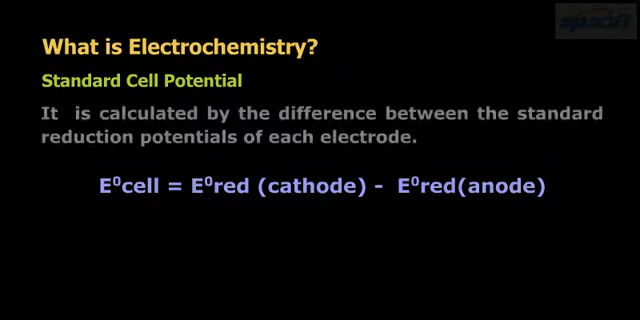 What is Electrochemistry?
Standard Cell Potential
It is calculated by the difference between the standard
reduction potentials of each electrode.
E⁰cell = E⁰red (cathode) - E⁰red(anode)